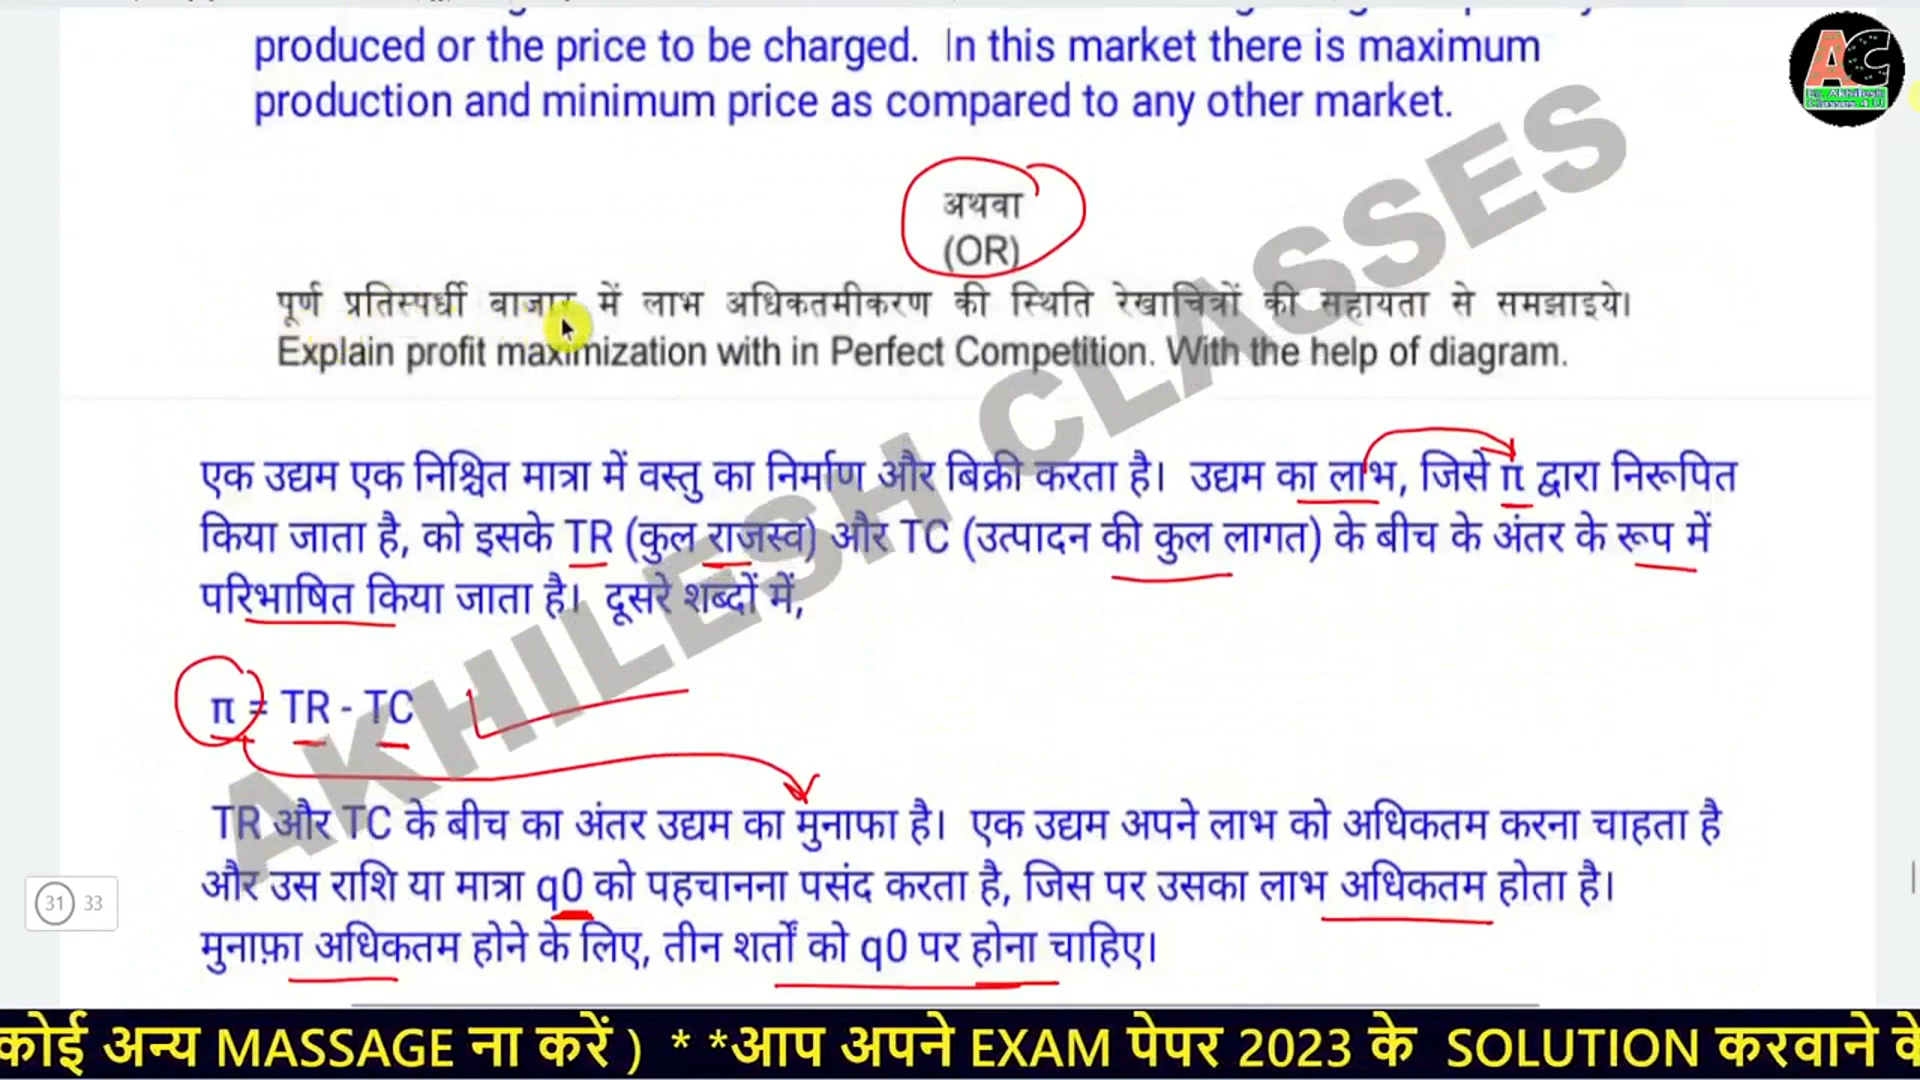 produced or the price to be charged. In this market there is maximum
production and minimum price as compared to any other market.
अथवा
(OR)
पूर्ण प्रतिस्पर्धी बाजार में लाभ अधिकतमीकरण की स्थिति रेखाचित्रों की सहायता से समझाइये।
Explain profit maximization with in Perfect Competition. With the help of diagram.
एक उद्यम एक निश्चित मात्रा में वस्तु का निर्माण और बिक्री करता है। उद्यम का लाभ, जिसे π द्वारा निरूपित
किया जाता है, को इसके TR (कुल राजस्व) और TC (उत्पादन की कुल लागत) के बीच के अंतर के रूप में
परिभाषित किया जाता है। दूसरे शब्दों में,
π = TR - TC
TR और TC के बीच का अंतर उद्यम का मुनाफा है। एक उद्यम अपने लाभ को अधिकतम करना चाहता है
और उस राशि या मात्रा q0 को पहचानना पसंद करता है, जिस पर उसका लाभ अधिकतम होता है।
मुनाफ़ा अधिकतम होने के लिए, तीन शर्तों को q0 पर होना चाहिए।
AKHILESH CLASSES
AC
Er. Akhilesh
Classes 4 U
31 33
कोई अन्य MASSAGE ना करें ) * *आप अपने EXAM पेपर 2023 के SOLUTION करवाने के